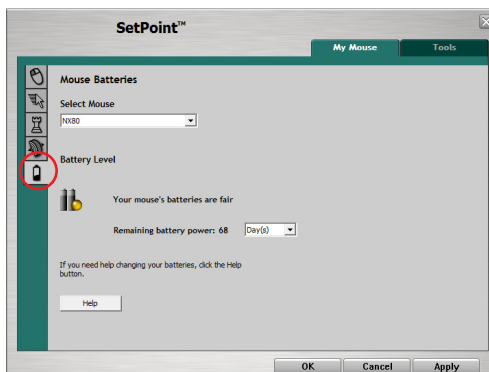 SetPoint™
My Mouse Tools
Mouse Batteries
Select Mouse
NX80
Battery Level
Your mouse's batteries are fair
Remaining battery power: 68 Day(s)
If you need help changing your batteries, click the Help
button.
Help
OK Cancel Apply